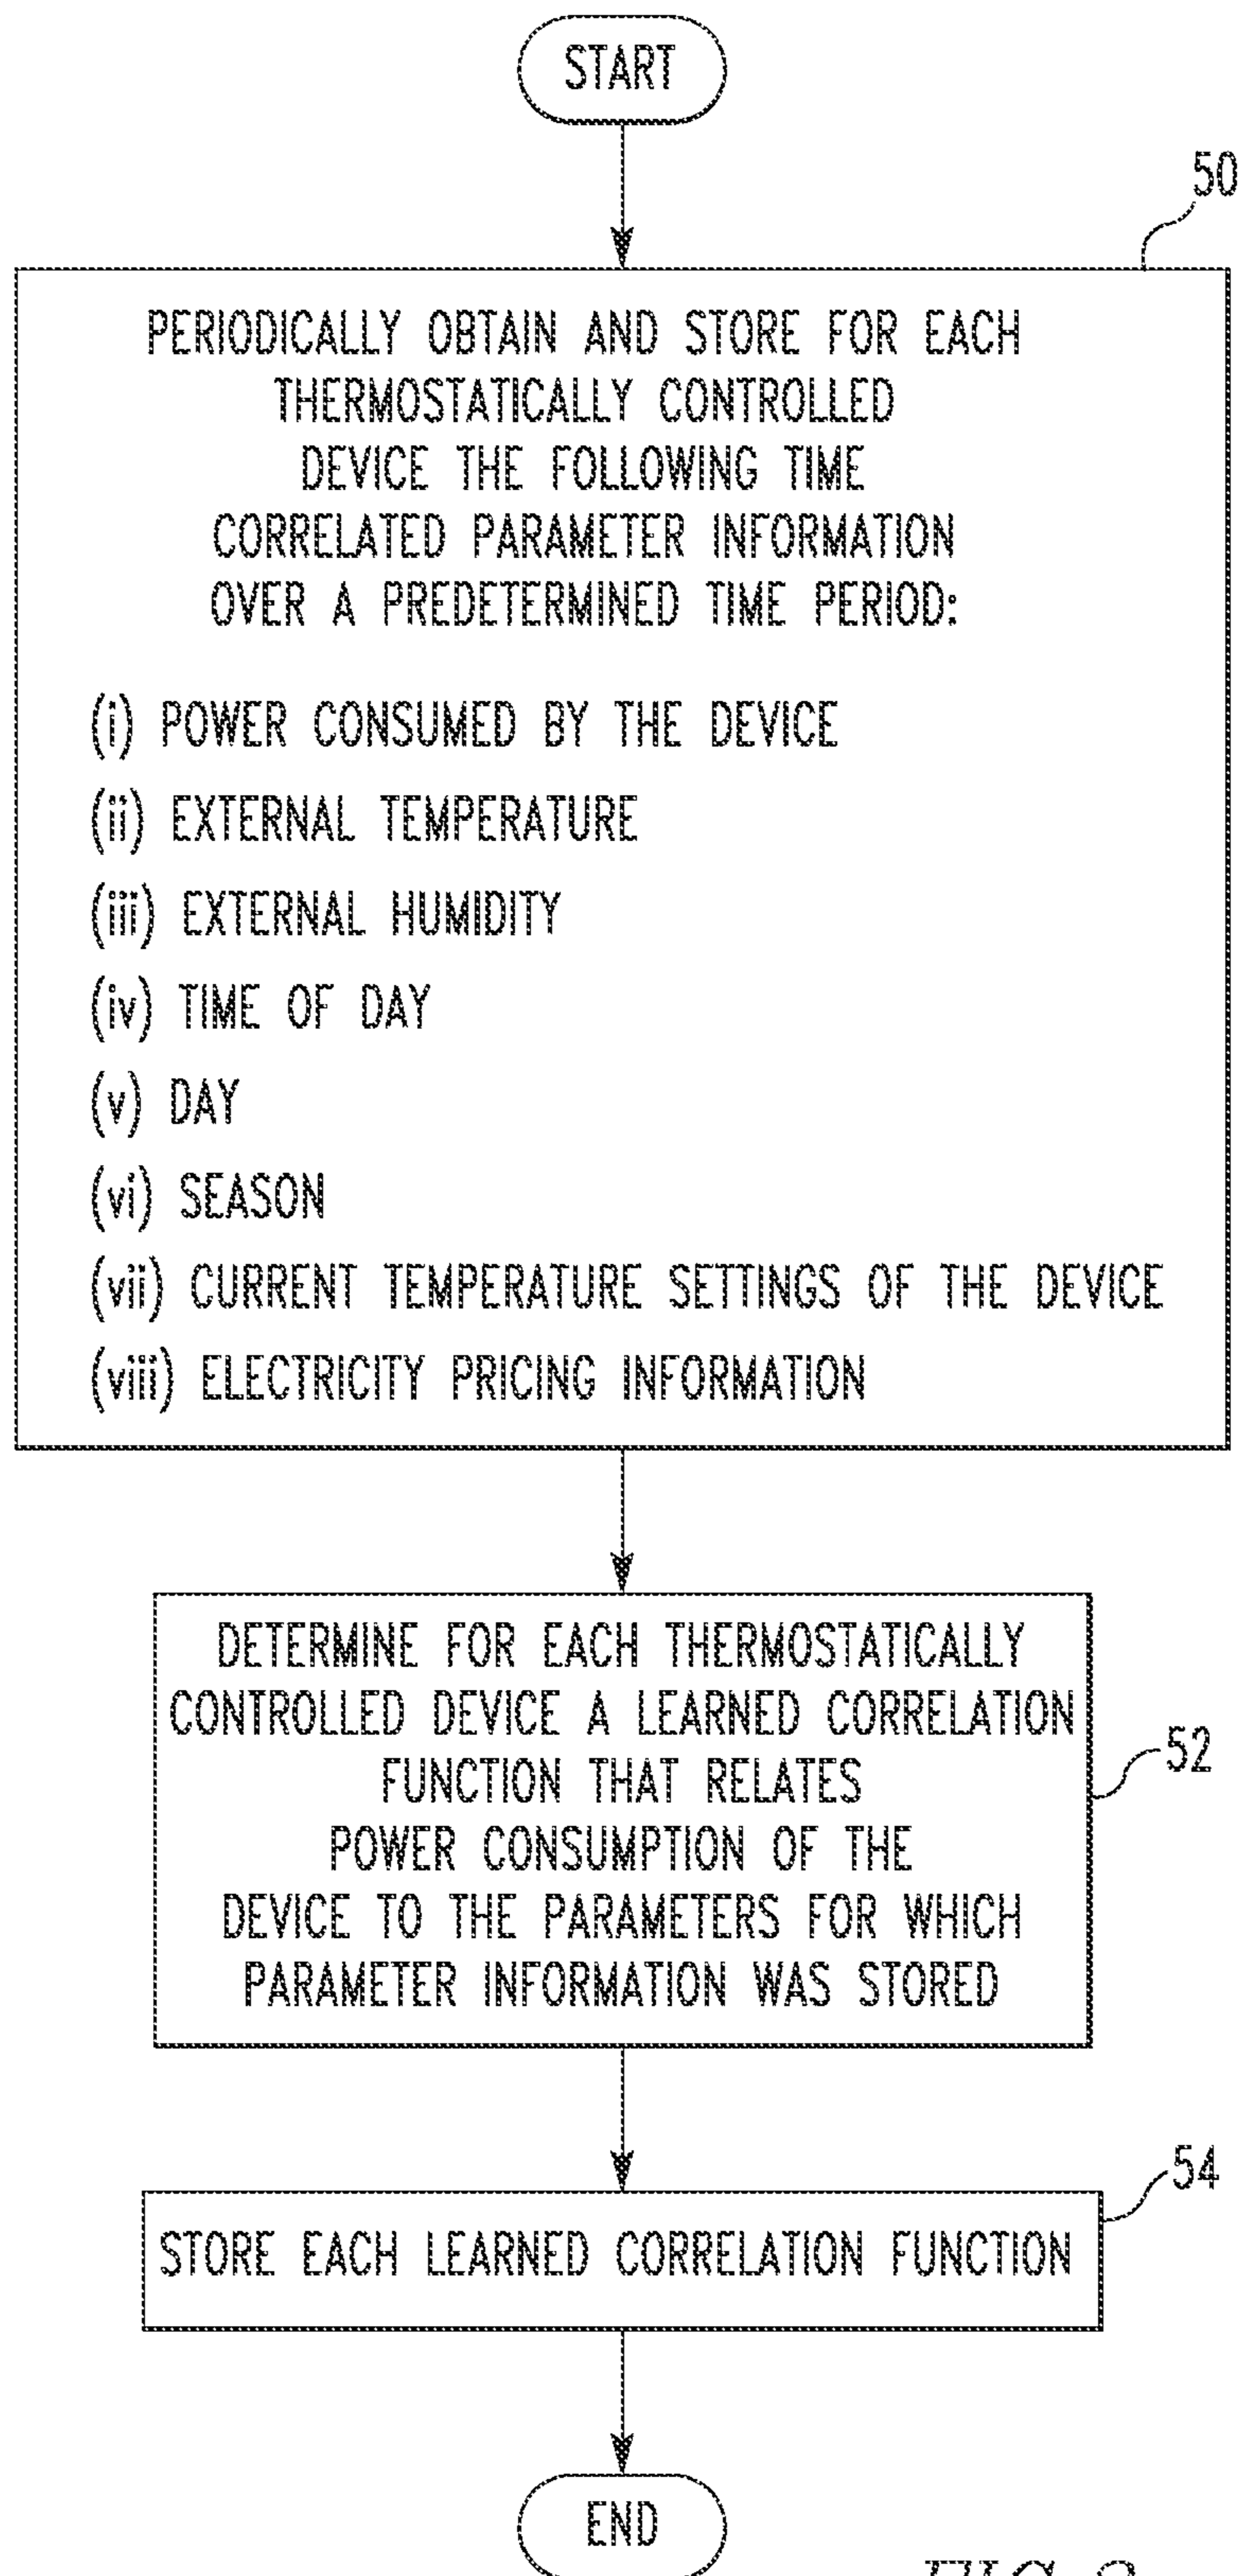 START
50
PERIODICALLY OBTAIN AND STORE FOR EACH
THERMOSTATICALLY CONTROLLED
DEVICE THE FOLLOWING TIME
CORRELATED PARAMETER INFORMATION
OVER A PREDETERMINED TIME PERIOD:
(i) POWER CONSUMED BY THE DEVICE
(ii) EXTERNAL TEMPERATURE
(iii) EXTERNAL HUMIDITY
(iv) TIME OF DAY
(v) DAY
(vi) SEASON
(vii) CURRENT TEMPERATURE SETTINGS OF THE DEVICE
(viii) ELECTRICITY PRICING INFORMATION
DETERMINE FOR EACH THERMOSTATICALLY
CONTROLLED DEVICE A LEARNED CORRELATION
FUNCTION THAT RELATES
POWER CONSUMPTION OF THE
DEVICE TO THE PARAMETERS FOR WHICH
PARAMETER INFORMATION WAS STORED
52
54
STORE EACH LEARNED CORRELATION FUNCTION
END